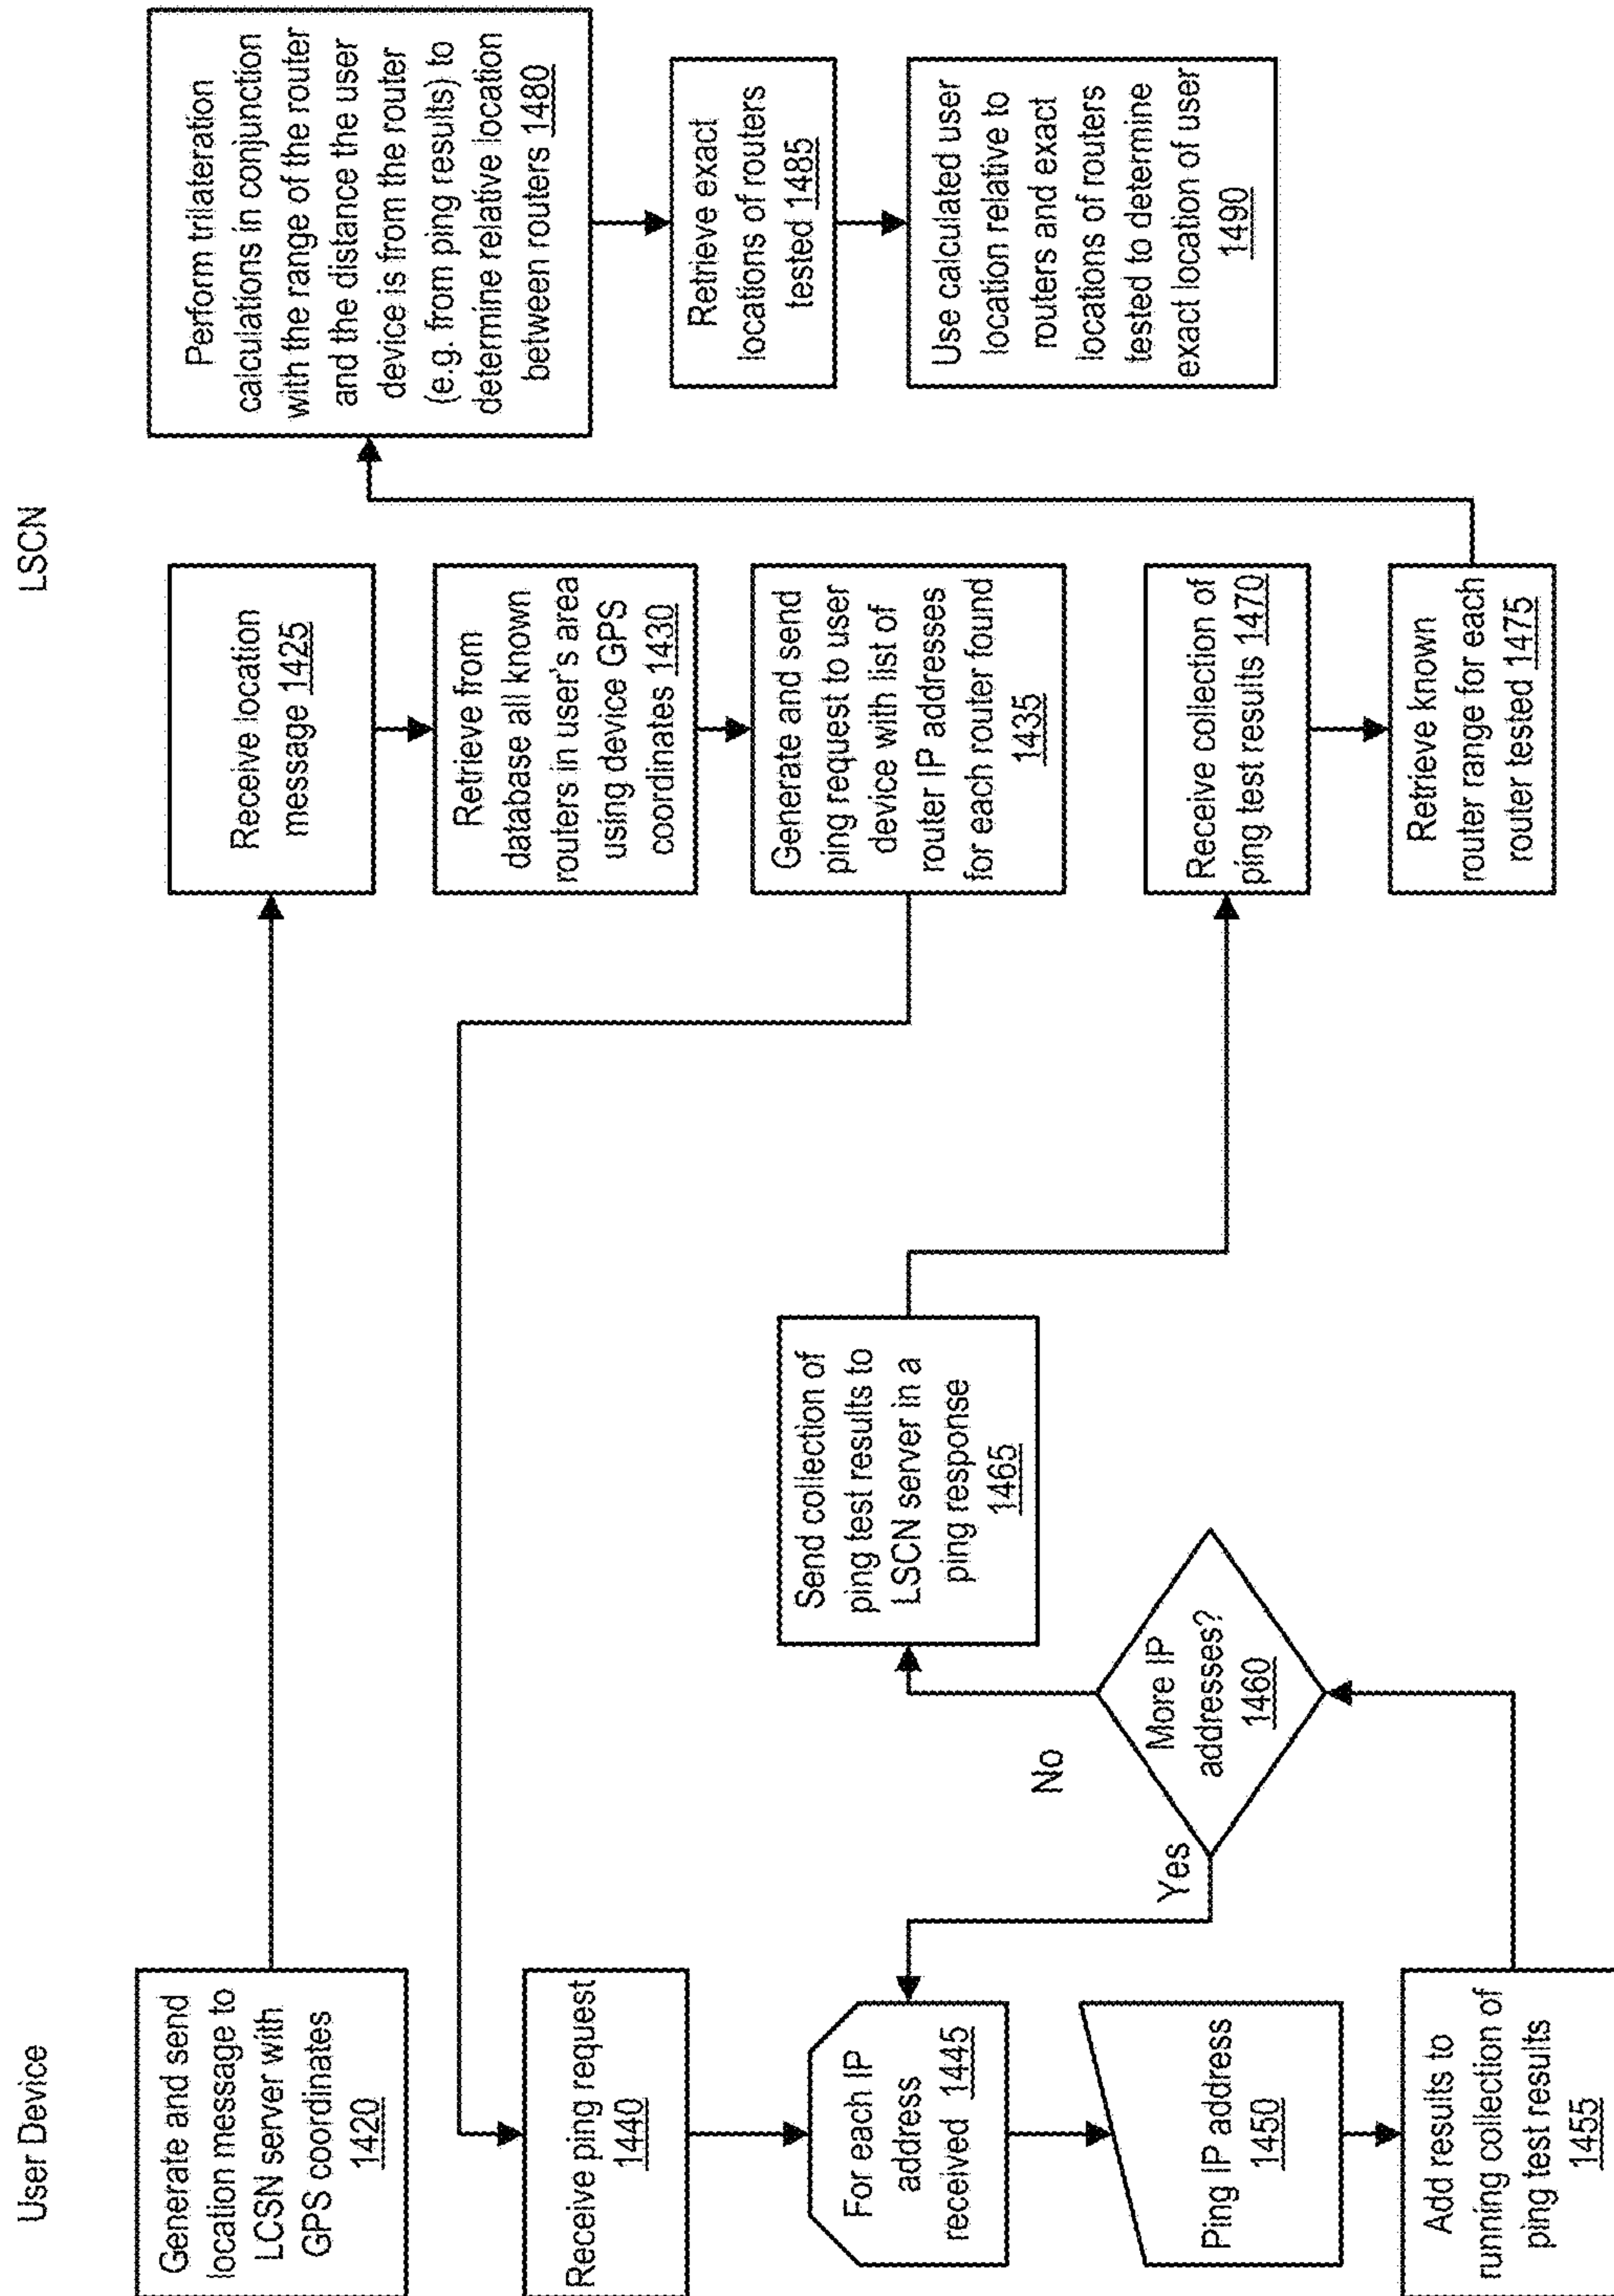 User Device
LSCN
Generate and send
location message to
LCSN server with
GPS coordinates
1420
Receive location
message 1425
Retrieve from
database all known
routers in user's area
using device GPS
coordinates 1430
Generate and send
ping request to user
device with list of
router IP addresses
for each router found
1435
Receive ping request
1440
For each IP
address
received 1445
Ping IP address
1450
Add results to
running collection of
ping test results
1455
More IP
addresses?
1460
Yes
No
Send collection of
ping test results to
LSCN server in a
ping response
1465
Receive collection of
ping test results 1470
Retrieve known
router range for each
router tested 1475
Perform trilateration
calculations in conjunction
with the range of the router
and the distance the user
device is from the router
(e.g. from ping results) to
determine relative location
between routers 1480
Retrieve exact
locations of routers
tested 1485
Use calculated user
location relative to
routers and exact
locations of routers
tested to determine
exact location of user
1490